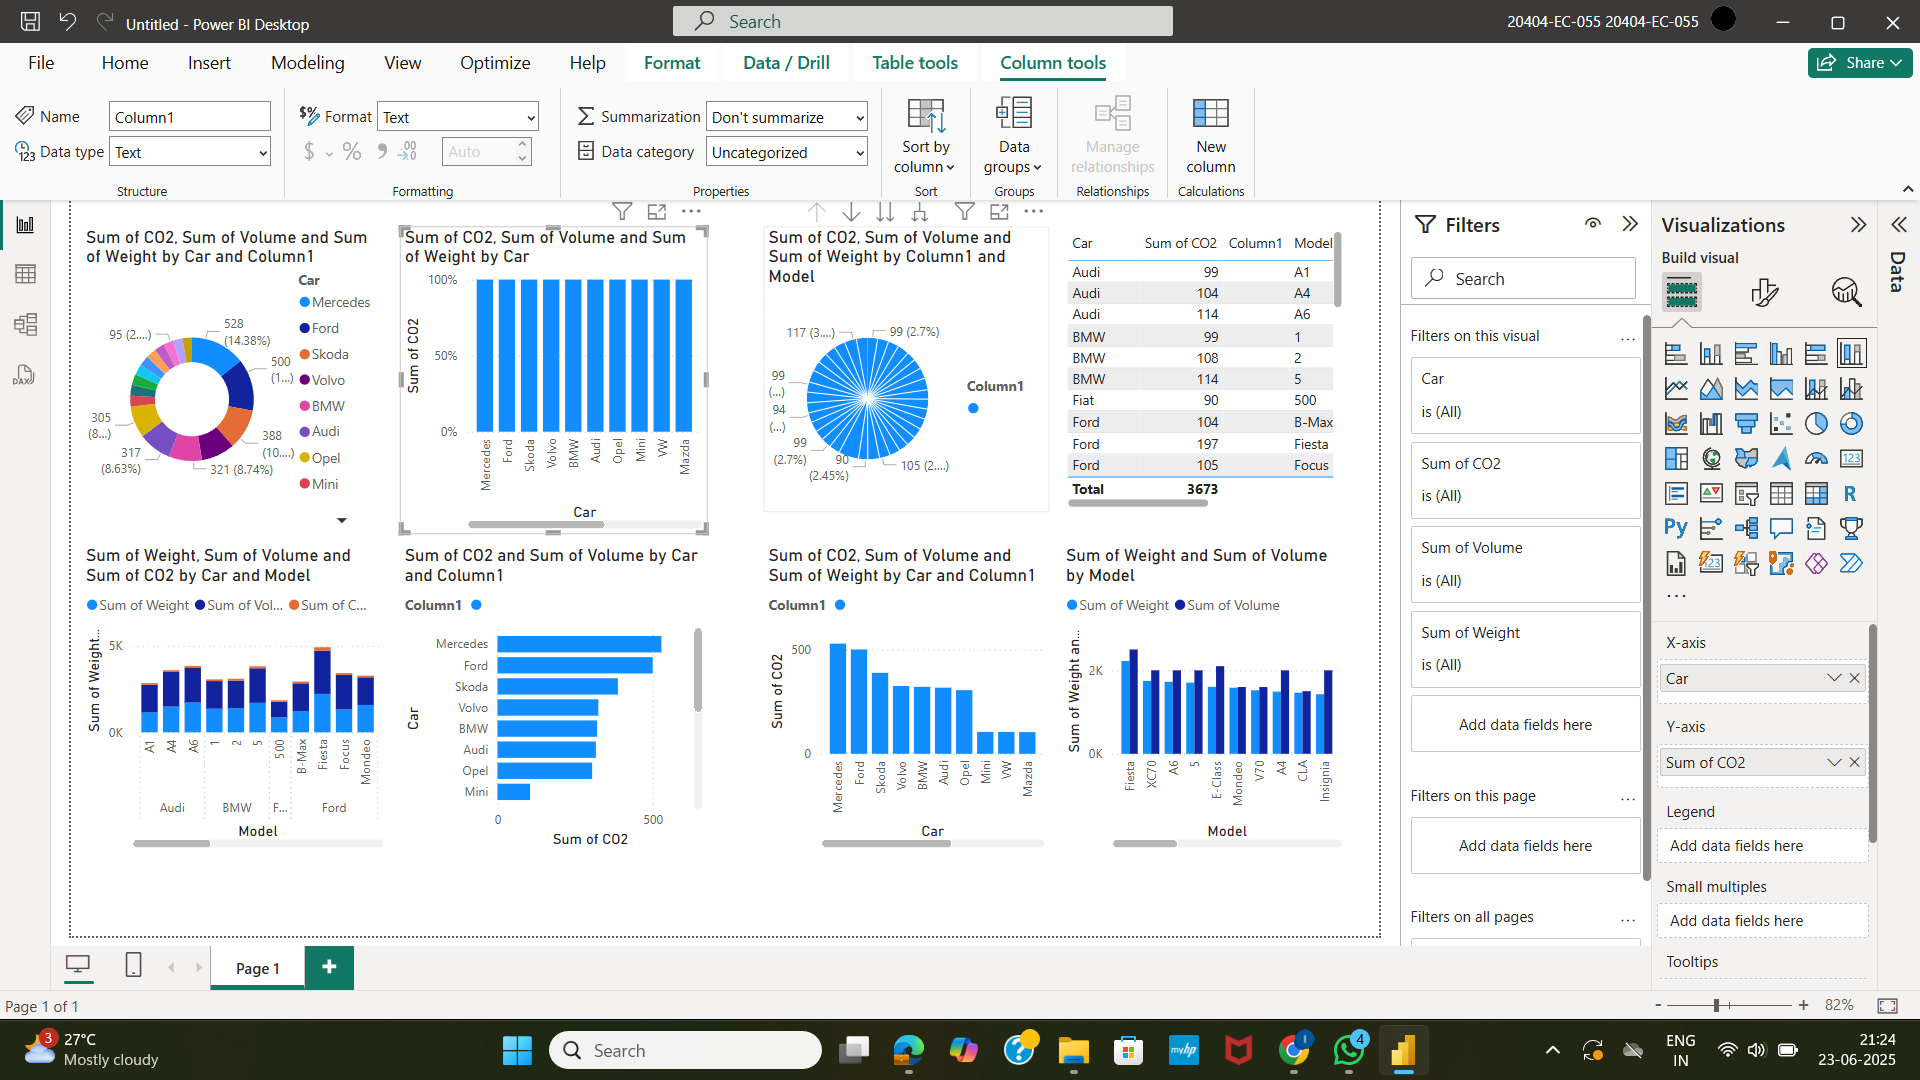 Untitled - Power BI Desktop
Search
20404-EC-055 20404-EC-055
File Home Insert Modeling View Optimize Help Format Data / Drill Table tools Column tools
Share
Name Column1
Data type Text
Structure
Format Text
$ % Auto
Formatting
Summarization Don't summarize
Data category Uncategorized
Properties
Sort by column
Sort
Data groups
Groups
Manage relationships
Relationships
New column
Calculations
Sum of CO2, Sum of Volume and Sum
of Weight by Car and Column1
Car
Mercedes
Ford
Skoda
Volvo
BMW
Audi
Opel
Mini
528
(14.38%)
500
(1...)
388
(10....)
321 (8.74%)
317
(8.63%)
305
(8...)
95 (2....)
Sum of CO2, Sum of Volume and Sum
of Weight by Car
Sum of CO2
100%
50%
0%
Mercedes Ford Skoda Volvo BMW Audi Opel Mini VW Mazda
Car
Sum of CO2, Sum of Volume and
Sum of Weight by Column1 and
Model
117 (3....)
99 (2.7%)
99
(...)
94
(...)
99
(2.7%)
90
(2.45%)
105 (2....)
Column1
Car Sum of CO2 Column1 Model
Audi 99 A1
Audi 104 A4
Audi 114 A6
BMW 99 1
BMW 108 2
BMW 114 5
Fiat 90 500
Ford 104 B-Max
Ford 197 Fiesta
Ford 105 Focus
Total 3673
Sum of Weight, Sum of Volume and
Sum of CO2 by Car and Model
Sum of Weight Sum of Vol... Sum of C...
Sum of Weight...
5K
0K
A1 A4 A6 1 2 5 500 B-Max Fiesta Focus Mondeo
Audi BMW F... Ford
Model
Sum of CO2 and Sum of Volume by Car
and Column1
Column1
Car
Mercedes
Ford
Skoda
Volvo
BMW
Audi
Opel
Mini
0 500
Sum of CO2
Sum of CO2, Sum of Volume and
Sum of Weight by Car and Column1
Column1
Sum of CO2
500
0
Mercedes Ford Skoda Volvo BMW Audi Opel Mini VW Mazda
Car
Sum of Weight and Sum of Volume
by Model
Sum of Weight Sum of Volume
Sum of Weight an...
2K
0K
Fiesta XC70 A6 5 E-Class Mondeo V70 A4 CLA Insignia
Model
Filters
Search
Filters on this visual ...
Car
is (All)
Sum of CO2
is (All)
Sum of Volume
is (All)
Sum of Weight
is (All)
Add data fields here
Filters on this page ...
Add data fields here
Filters on all pages ...
Visualizations
Build visual
123
R
Py
123
...
X-axis
Car
Y-axis
Sum of CO2
Legend
Add data fields here
Small multiples
Add data fields here
Tooltips
Data
DAX
Page 1
+
Page 1 of 1
- + 82%
3
27°C
Mostly cloudy
Search
myhp
4
ENG
IN
21:24
23-06-2025